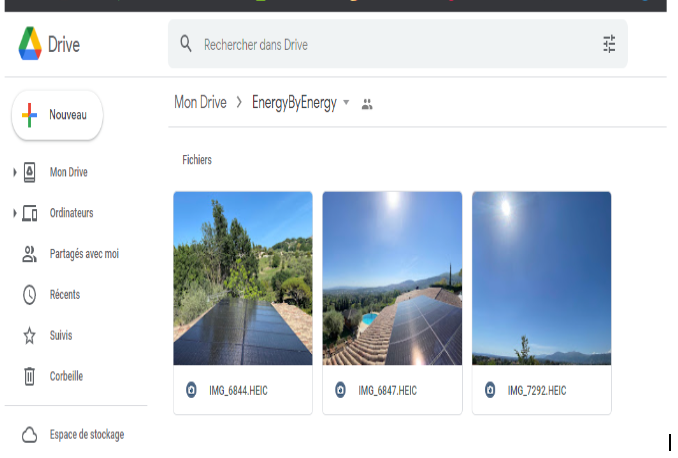 Drive
Rechercher dans Drive
Nouveau
Mon Drive > EnergyByEnergy
Fichiers
Mon Drive
Ordinateurs
Partagés avec moi
Récents
Suivis
Corbeille
Espace de stockage
IMG_6844.HEIC
IMG_6847.HEIC
IMG_7292.HEIC